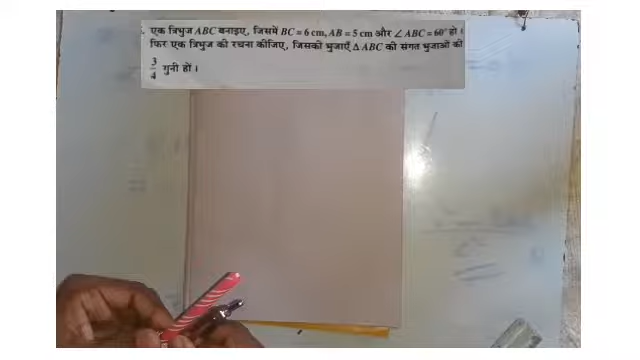 एक त्रिभुज ABC बनाइए, जिसमें BC = 6 cm, AB = 5 cm और ∠ ABC = 60° हो।
फिर एक त्रिभुज की रचना कीजिए, जिसकी भुजाएँ Δ ABC की संगत भुजाओं की
3/4 गुनी हों।